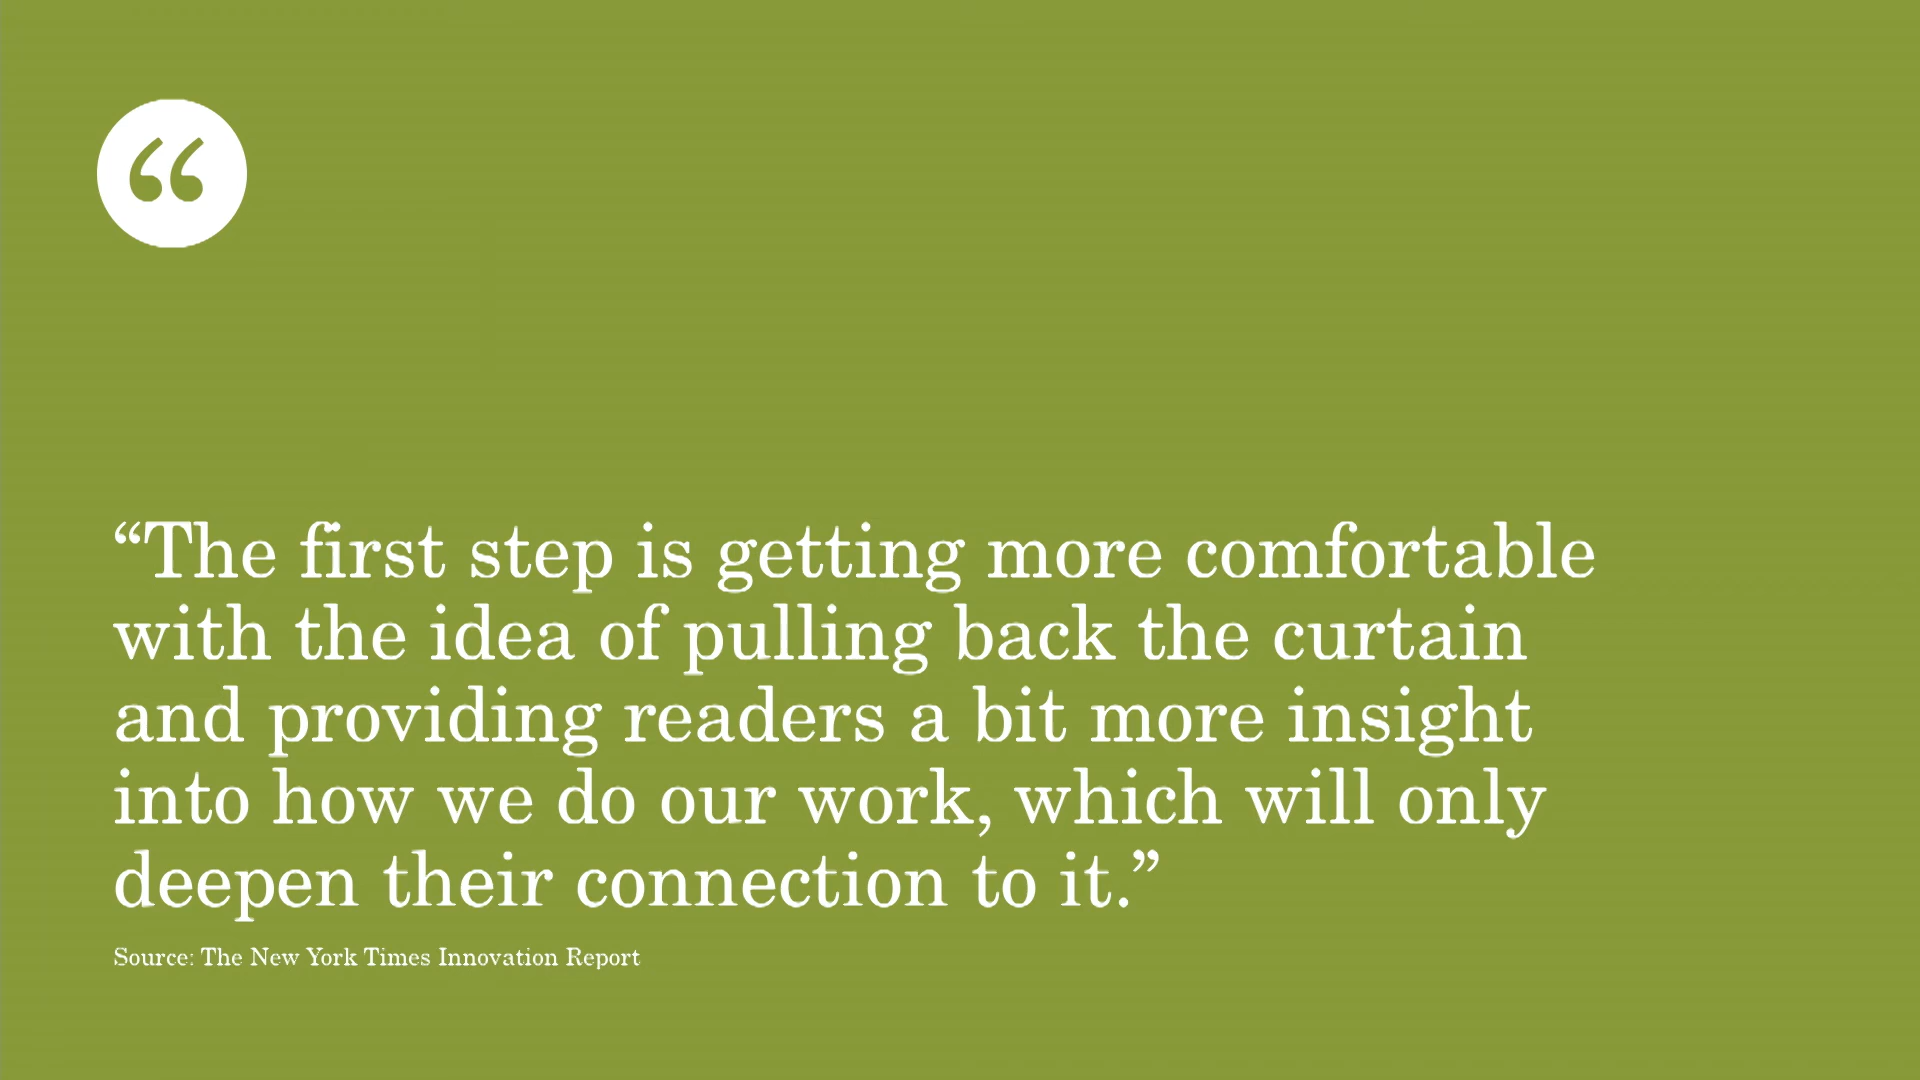 “
“The first step is getting more comfortable
with the idea of pulling back the curtain
and providing readers a bit more insight
into how we do our work, which will only
deepen their connection to it.”
Source: The New York Times Innovation Report